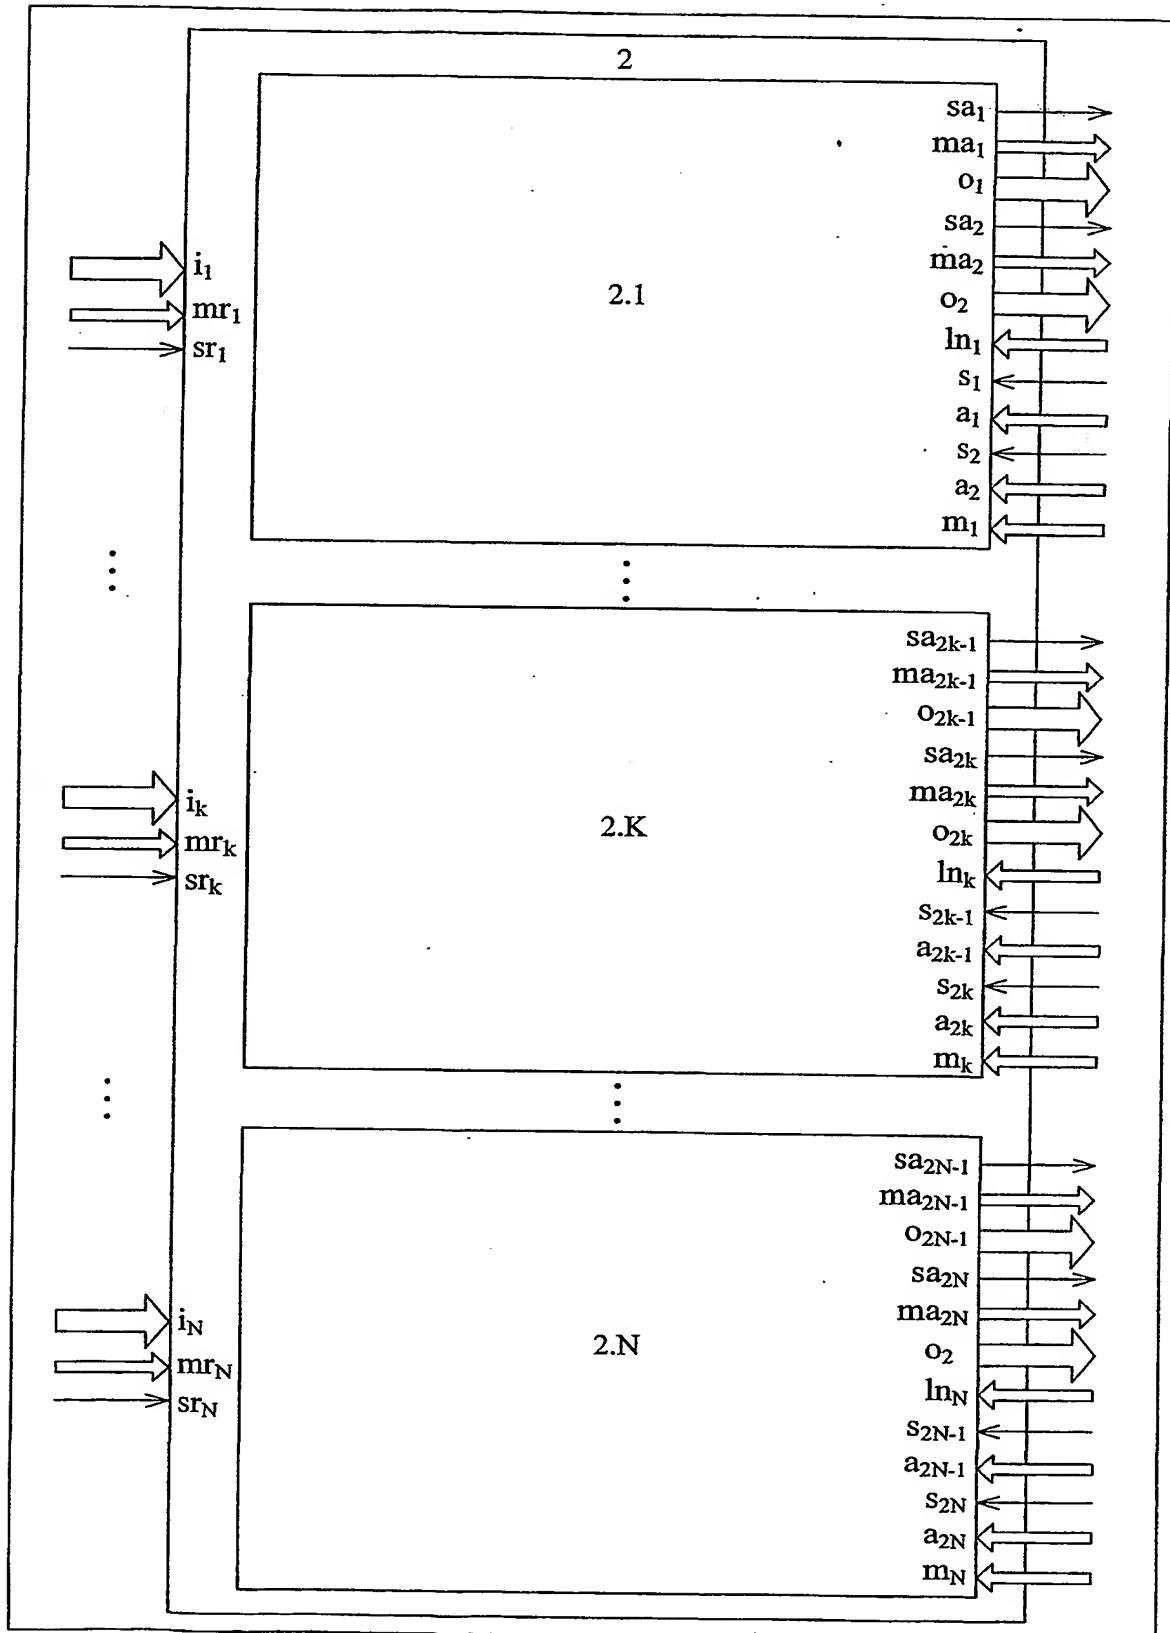 2
sa₁
ma₁
o₁
sa₂
ma₂
o₂
ln₁
s₁
a₁
s₂
a₂
m₁
2.1
i₁
mr₁
sr₁
sa₂ₖ₋₁
ma₂ₖ₋₁
o₂ₖ₋₁
sa₂ₖ
ma₂ₖ
o₂ₖ
lnₖ
s₂ₖ₋₁
a₂ₖ₋₁
s₂ₖ
a₂ₖ
mₖ
2.K
iₖ
mrₖ
srₖ
sa2N-1
ma2N-1
o2N-1
sa2N
ma2N
o₂
lnN
s2N-1
a2N-1
s2N
a2N
mN
2.N
iN
mrN
srN